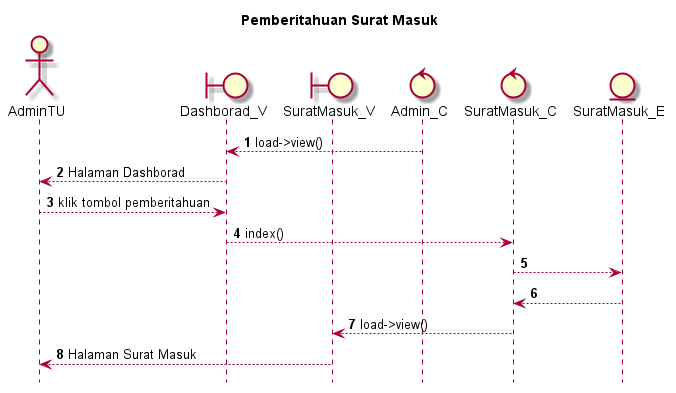 Pemberitahuan Surat Masuk
AdminTU
Dashborad_V
SuratMasuk_V
Admin_C
SuratMasuk_C
SuratMasuk_E
1 load->view()
2 Halaman Dashborad
3 klik tombol pemberitahuan
4 index()
5
6
7 load->view()
8 Halaman Surat Masuk